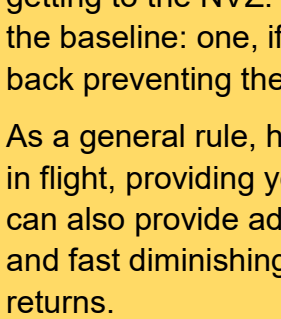 getting to the NVZ.
the baseline: one, if
back preventing the
As a general rule, h
in flight, providing y
can also provide ad
and fast diminishing
returns.